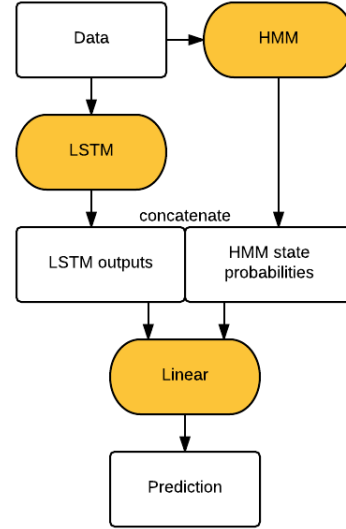 Data
HMM
LSTM
concatenate
LSTM outputs
HMM state
probabilities
Linear
Prediction